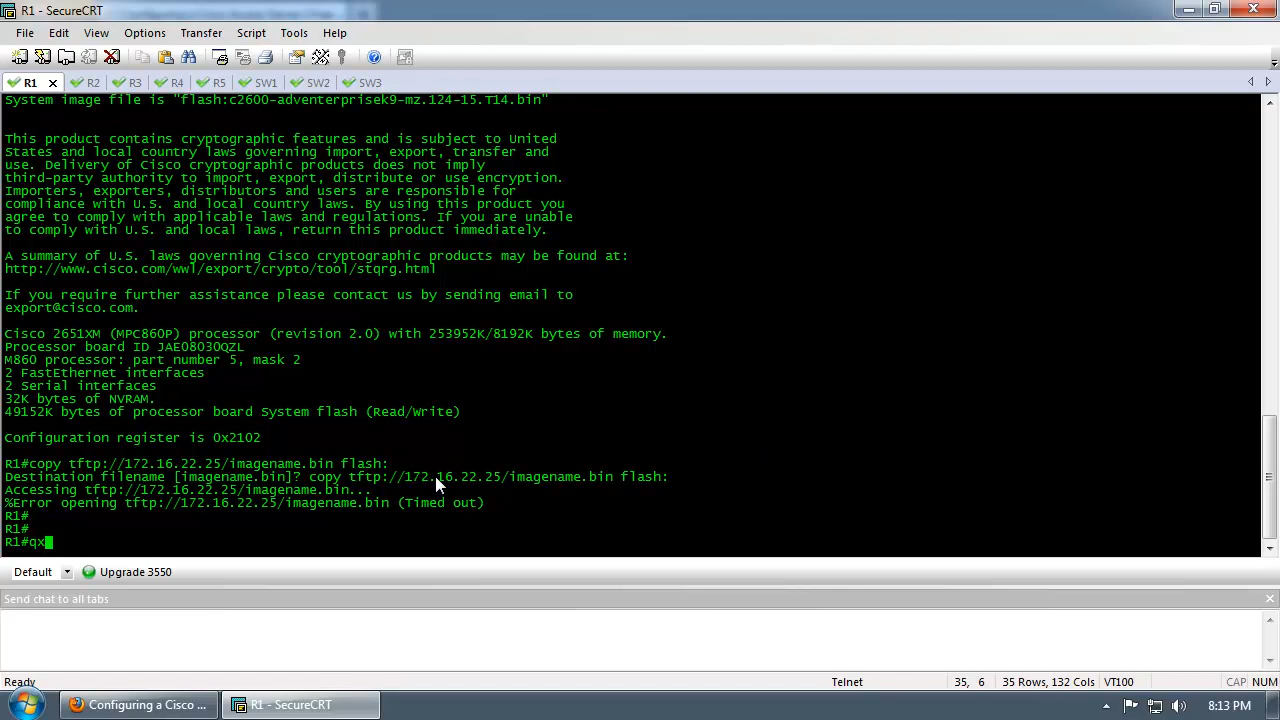 R1 - SecureCRT
File Edit View Options Transfer Script Tools Help
R1 R2 R3 R4 R5 SW1 SW2 SW3
System image file is "flash:c2600-adventerprisek9-mz.124-15.T14.bin"
This product contains cryptographic features and is subject to United
States and local country laws governing import, export, transfer and
use. Delivery of Cisco cryptographic products does not imply
third-party authority to import, export, distribute or use encryption.
Importers, exporters, distributors and users are responsible for
compliance with U.S. and local country laws. By using this product you
agree to comply with applicable laws and regulations. If you are unable
to comply with U.S. and local laws, return this product immediately.
A summary of U.S. laws governing Cisco cryptographic products may be found at:
http://www.cisco.com/wwl/export/crypto/tool/stqrg.html
If you require further assistance please contact us by sending email to
export@cisco.com.
Cisco 2651XM (MPC860P) processor (revision 2.0) with 253952K/8192K bytes of memory.
Processor board ID JAE08030QZL
M860 processor: part number 5, mask 2
2 FastEthernet interfaces
2 Serial interfaces
32K bytes of NVRAM.
49152K bytes of processor board System flash (Read/Write)
Configuration register is 0x2102
R1#copy tftp://172.16.22.25/imagename.bin flash:
Destination filename [imagename.bin]? copy tftp://172.16.22.25/imagename.bin flash:
Accessing tftp://172.16.22.25/imagename.bin...
%Error opening tftp://172.16.22.25/imagename.bin (Timed out)
R1#
R1#
R1#qx
Default Upgrade 3550
Send chat to all tabs
Ready Telnet 35, 6 35 Rows, 132 Cols VT100 CAP NUM
Configuring a Cisco ... R1 - SecureCRT 8:13 PM